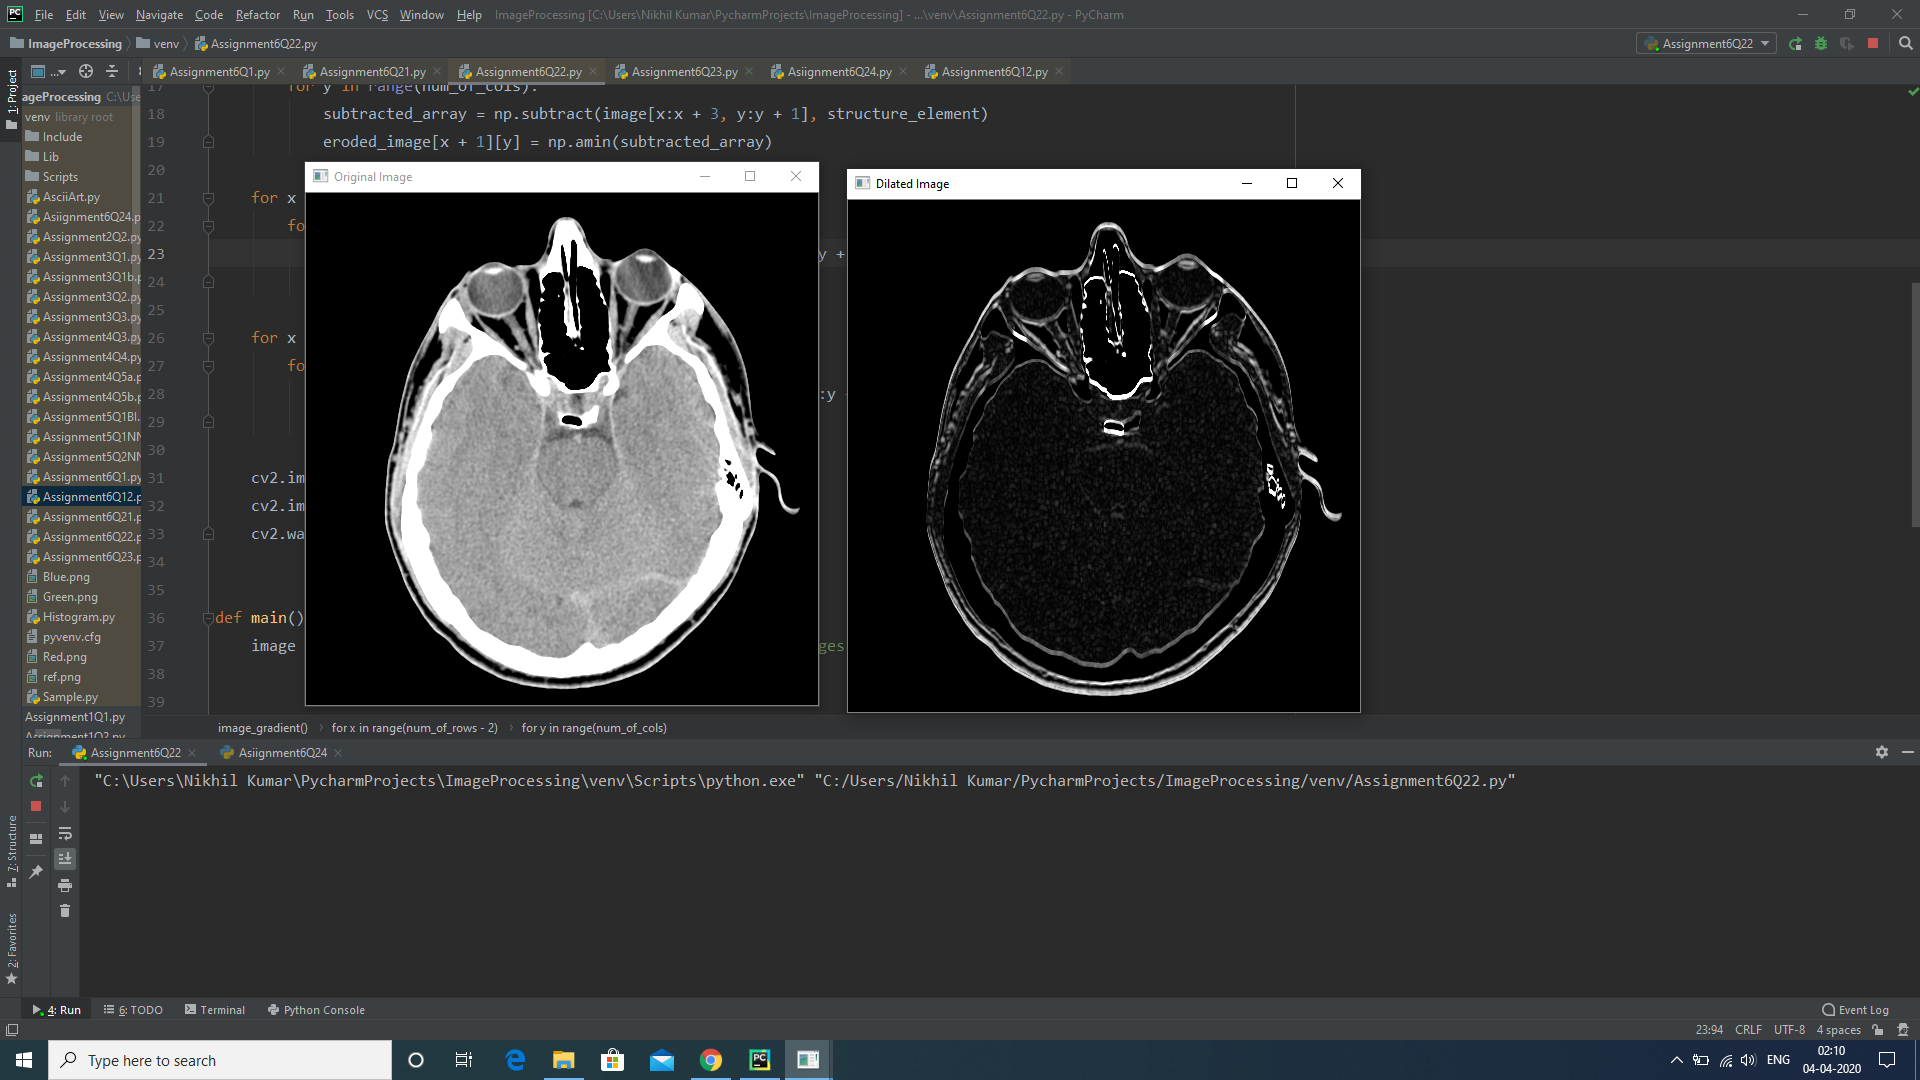 File Edit View Navigate Code Refactor Run Tools VCS Window Help ImageProcessing [C:\Users\Nikhil Kumar\PycharmProjects\ImageProcessing] - ...\venv\Assignment6Q22.py - PyCharm
ImageProcessing venv Assignment6Q22.py Assignment6Q22
Assignment6Q1.py Assignment6Q21.py Assignment6Q22.py Assignment6Q23.py Asiignment6Q24.py Assignment6Q12.py
1: Project
ageProcessing C:\Use
venv library root
Include
Lib
Scripts
AsciiArt.py
Asiignment6Q24.p
Assignment2Q2.py
Assignment3Q1.py
Assignment3Q1b.p
Assignment3Q2.py
Assignment3Q3.py
Assignment4Q3.py
Assignment4Q4.py
Assignment4Q5a.
Assignment4Q5b.
Assignment5Q1Bl.
Assignment5Q1NN
Assignment5Q2NN
Assignment6Q1.py
Assignment6Q12.p
Assignment6Q21.p
Assignment6Q22.p
Assignment6Q23.p
Blue.png
Green.png
Histogram.py
pyvenv.cfg
Red.png
ref.png
Sample.py
Assignment1Q1.py
Assignment1Q2.py
17 for y in range(num_of_cols):
18 subtracted_array = np.subtract(image[x:x + 3, y:y + 1], structure_element)
19 eroded_image[x + 1][y] = np.amin(subtracted_array)
20
21 for x
22 fo
23 y +
24
25
26 for x
27 fo
28 :y
29
30
31 cv2.im
32 cv2.im
33 cv2.wa
34
35
36 def main()
37 image ges
38
39
Original Image
Dilated Image
image_gradient() for x in range(num_of_rows - 2) for y in range(num_of_cols)
Run: Assignment6Q22 Asiignment6Q24
"C:\Users\Nikhil Kumar\PycharmProjects\ImageProcessing\venv\Scripts\python.exe" "C:/Users/Nikhil Kumar/PycharmProjects/ImageProcessing/venv/Assignment6Q22.py"
7: Structure
2: Favorites
4: Run 6: TODO Terminal Python Console Event Log
23:94 CRLF UTF-8 4 spaces
Type here to search
ENG
02:10
04-04-2020